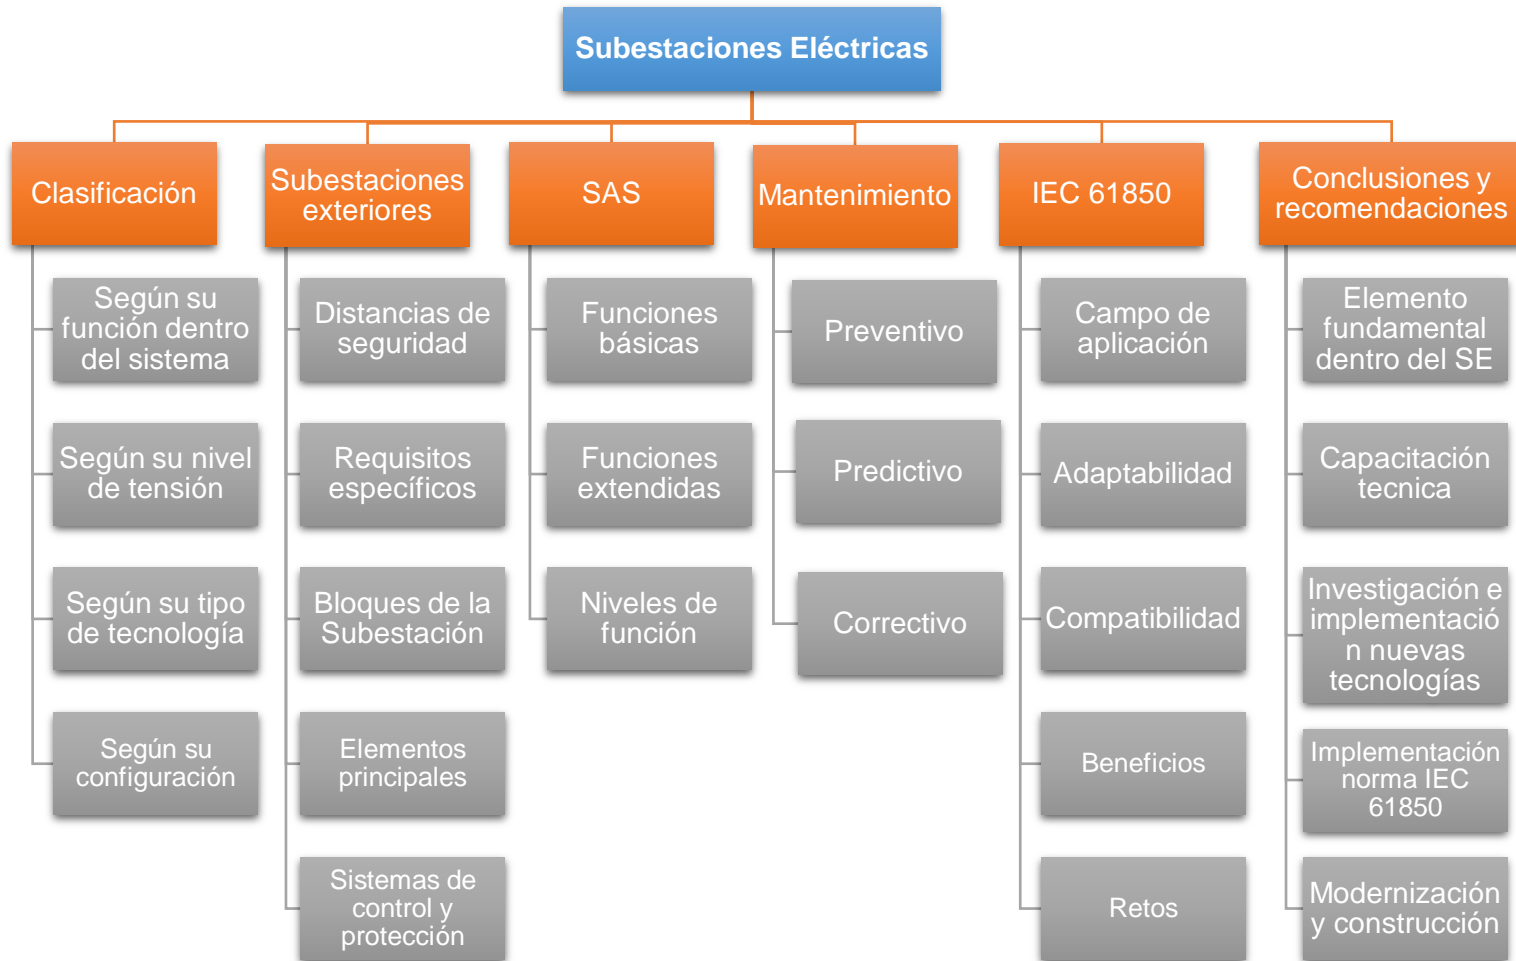 Subestaciones Eléctricas
Clasificación
Según su
función dentro
del sistema
Según su nivel
de tensión
Según su tipo
de tecnología
Según su
configuración
Subestaciones
exteriores
Distancias de
seguridad
Requisitos
específicos
Bloques de la
Subestación
Elementos
principales
Sistemas de
control y
protección
SAS
Funciones
básicas
Funciones
extendidas
Niveles de
función
Mantenimiento
Preventivo
Predictivo
Correctivo
IEC 61850
Campo de
aplicación
Adaptabilidad
Compatibilidad
Beneficios
Retos
Conclusiones y
recomendaciones
Elemento
fundamental
dentro del SE
Capacitación
tecnica
Investigación e
implementació
n nuevas
tecnologías
Implementación
norma IEC
61850
Modernización
y construcción